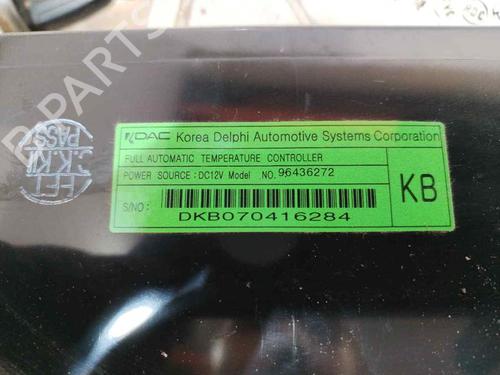 KDAC Korea Delphi Automotive Systems Corporation
FULL AUTOMATIC TEMPERATURE CONTROLLER
POWER SOURCE : DC12V Model NO. 96436272
S/NO :
DKB070416284
KB
PASS
B-PARTS